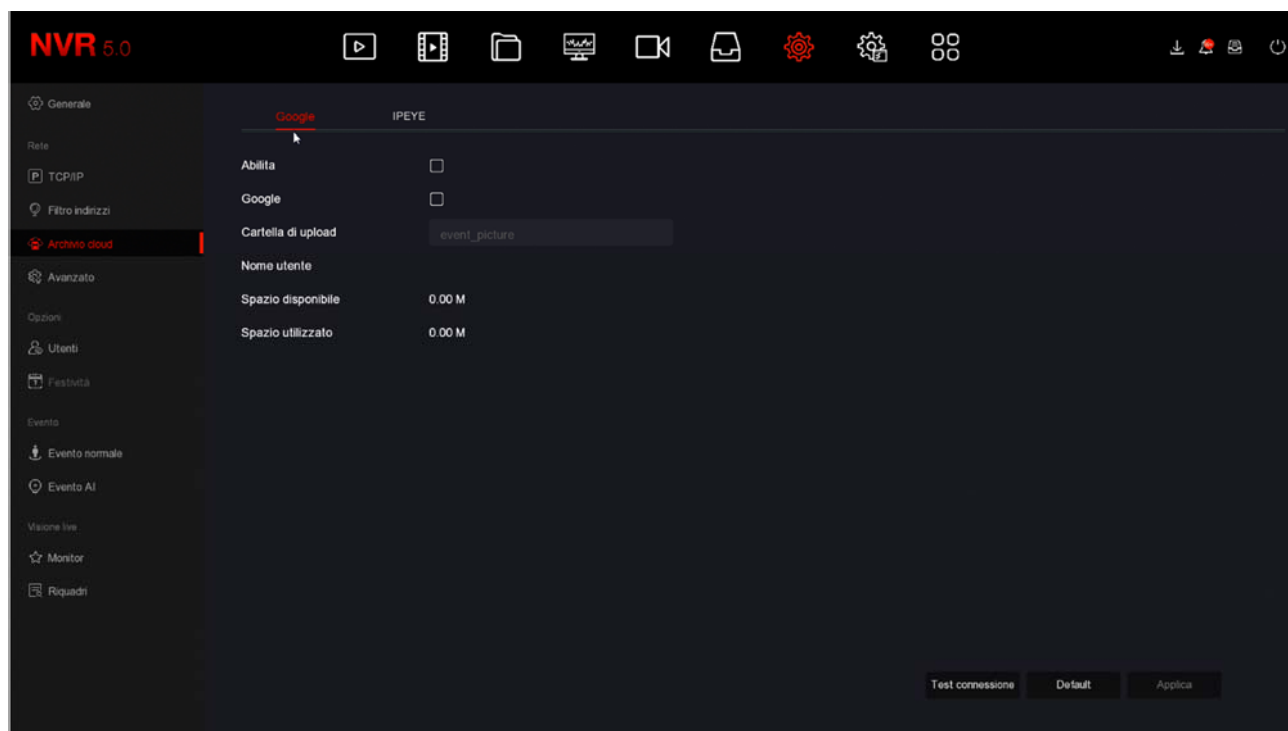 NVR 5.0
Generale
Rete
TCP/IP
Filtro indirizzi
Archivio cloud
Avanzato
Opzioni
Utenti
Festività
Evento
Evento normale
Evento AI
Visione live
Monitor
Riquadri
Google IPEYE
Abilita
Google
Cartella di upload event_picture
Nome utente
Spazio disponibile 0.00 M
Spazio utilizzato 0.00 M
Test connessione Default Applica